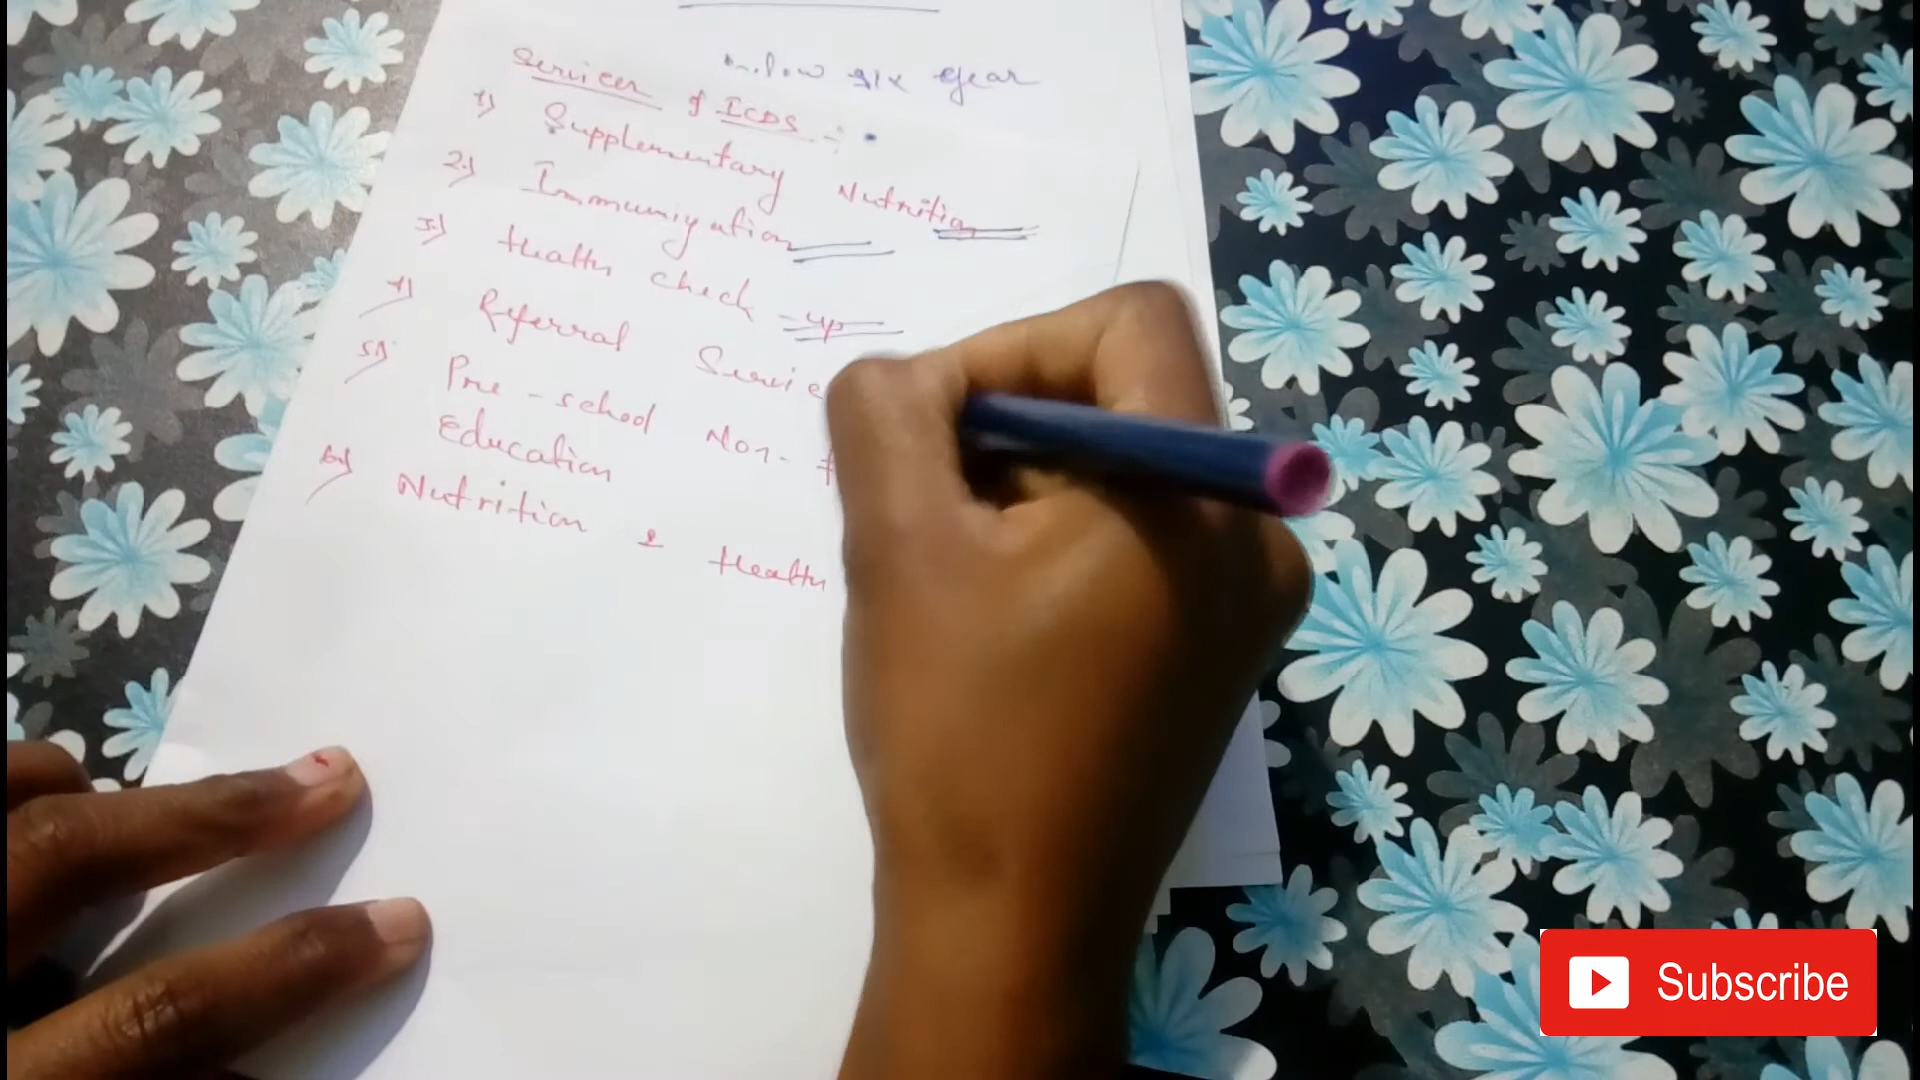 below six year
Services of ICDS :-
1) Supplementary Nutrition
2) Immunization
3) Health check-up
4) Referral Service
5) Pre-school Non-f
Education
6) Nutrition & Health
Subscribe